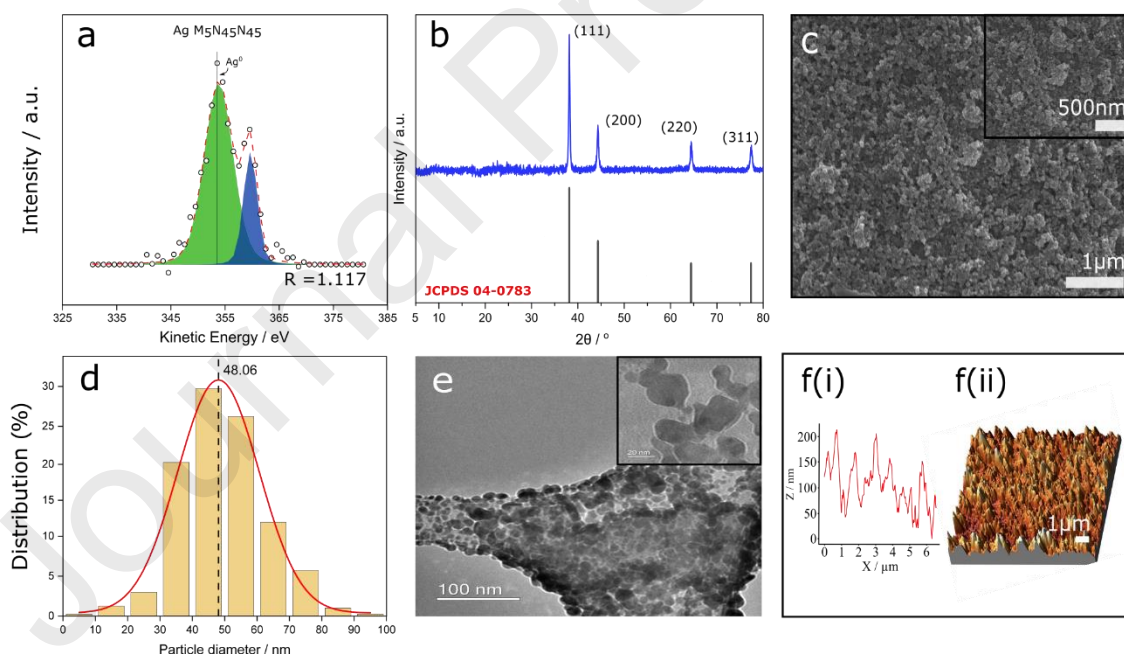 Journal Pr
a
Ag M5N45N45
Ag⁰
Intensity / a.u.
R =1.117
325 335 345 355 365 375 385
Kinetic Energy / eV
b
(111)
(200)
(220)
(311)
Intensity / a.u.
JCPDS 04-0783
5 10 20 30 40 50 60 70 80
2θ / °
c
500nm
1µm
d
48.06
Distribution (%)
30
25
20
15
10
5
0
0 10 20 30 40 50 60 70 80 90 100
Particle diameter / nm
e
20 nm
100 nm
f(i)
Z / nm
200
150
100
50
0
0 1 2 3 4 5 6
X / µm
f(ii)
1µm